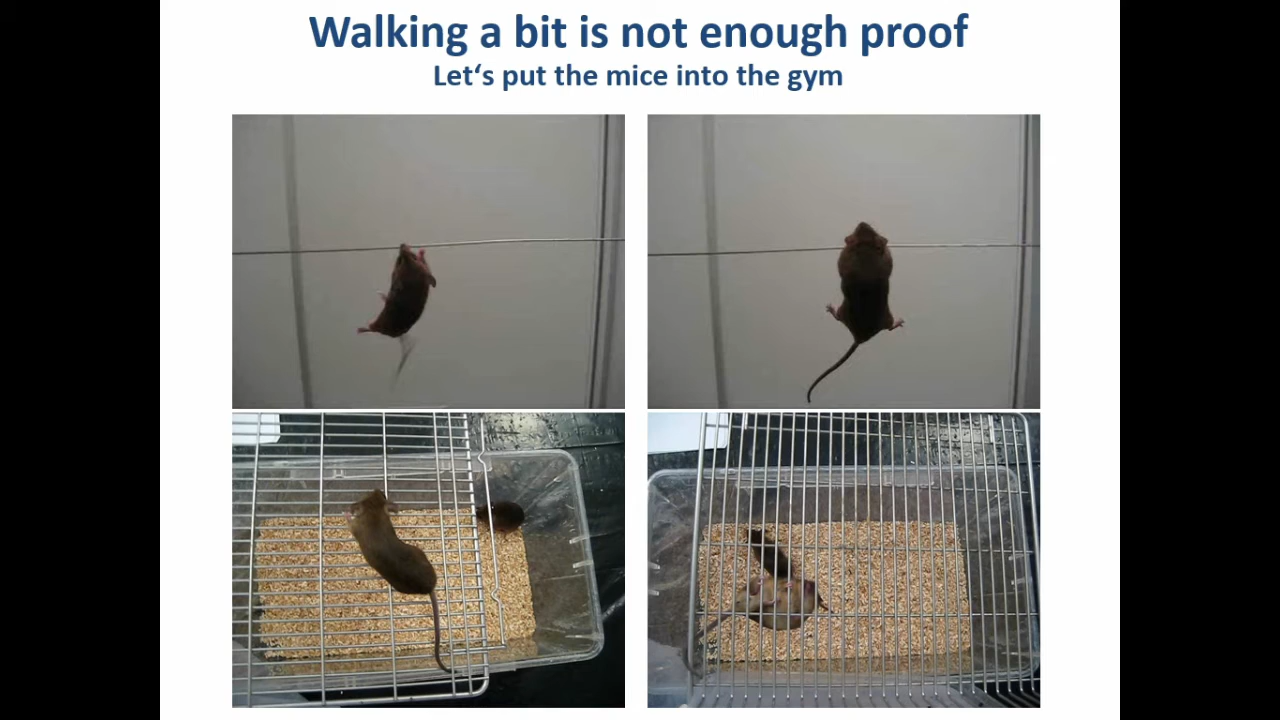 Walking a bit is not enough proof
Let‘s put the mice into the gym